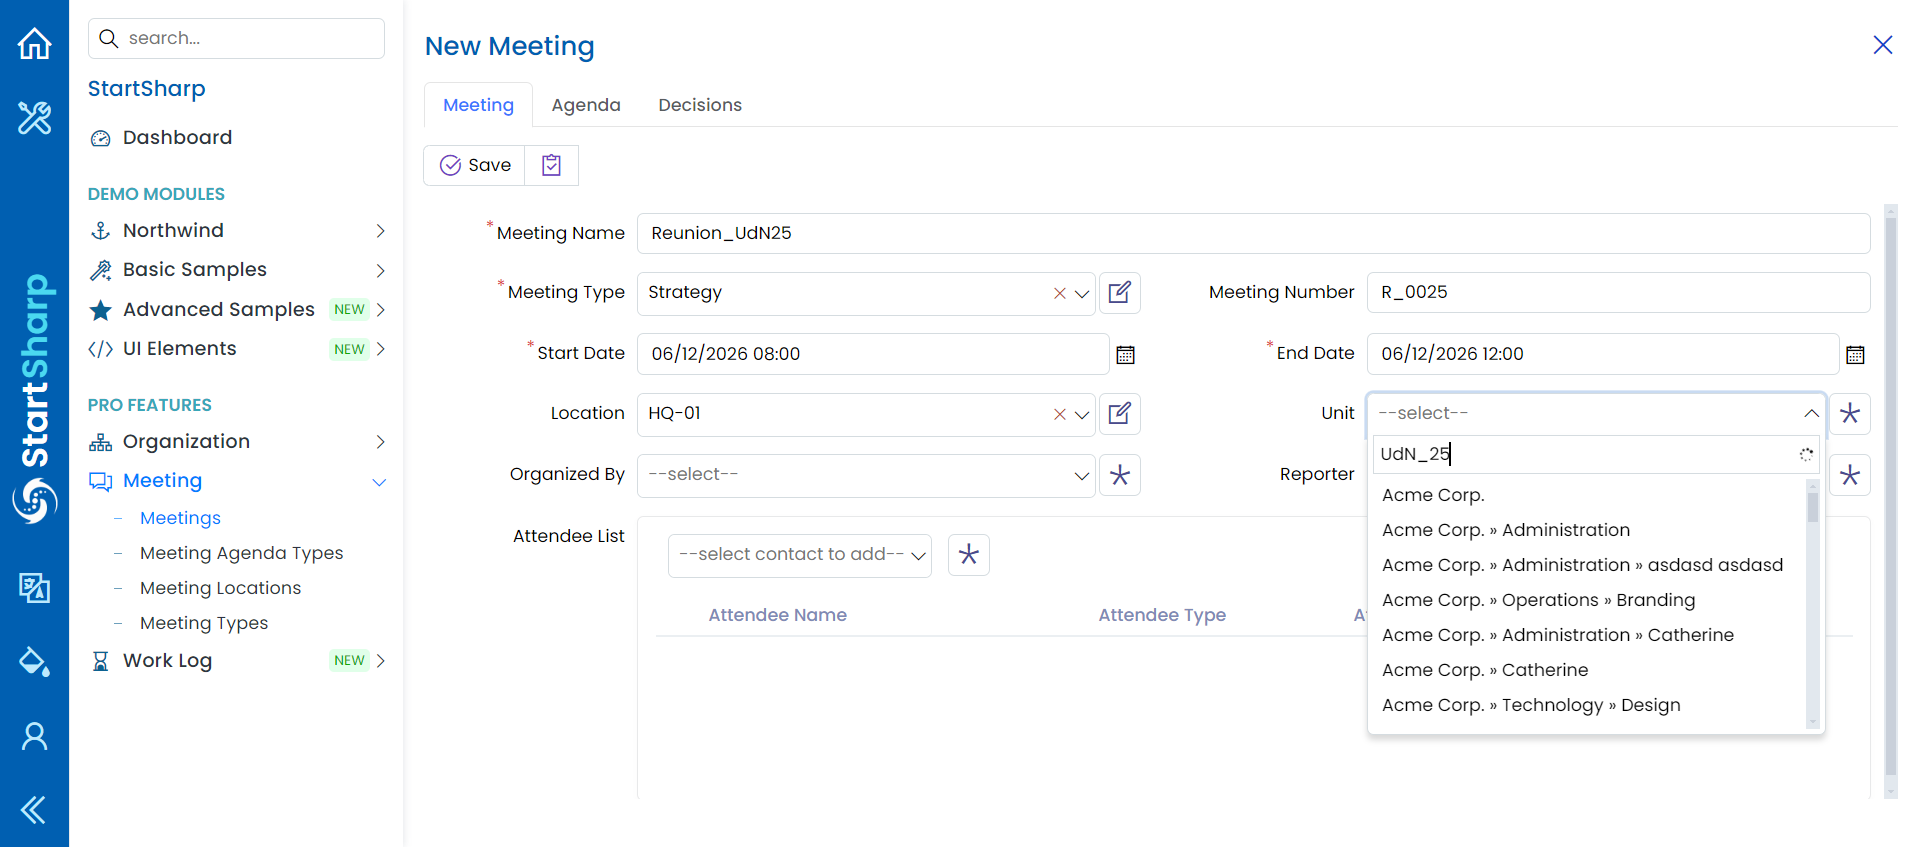 search...
StartSharp
Dashboard
DEMO MODULES
Northwind
Basic Samples
Advanced Samples NEW
UI Elements NEW
PRO FEATURES
Organization
Meeting
Meetings
Meeting Agenda Types
Meeting Locations
Meeting Types
Work Log NEW
StartSharp
New Meeting
Meeting Agenda Decisions
Save
* Meeting Name Reunion_UdN25
* Meeting Type Strategy
Meeting Number R_0025
* Start Date 06/12/2026 08:00
* End Date 06/12/2026 12:00
Location HQ-01
Unit --select--
UdN_25
Acme Corp.
Acme Corp. » Administration
Acme Corp. » Administration » asdasd asdasd
Acme Corp. » Operations » Branding
Acme Corp. » Administration » Catherine
Acme Corp. » Catherine
Acme Corp. » Technology » Design
Organized By --select--
Reporter
Attendee List
--select contact to add--
Attendee Name Attendee Type